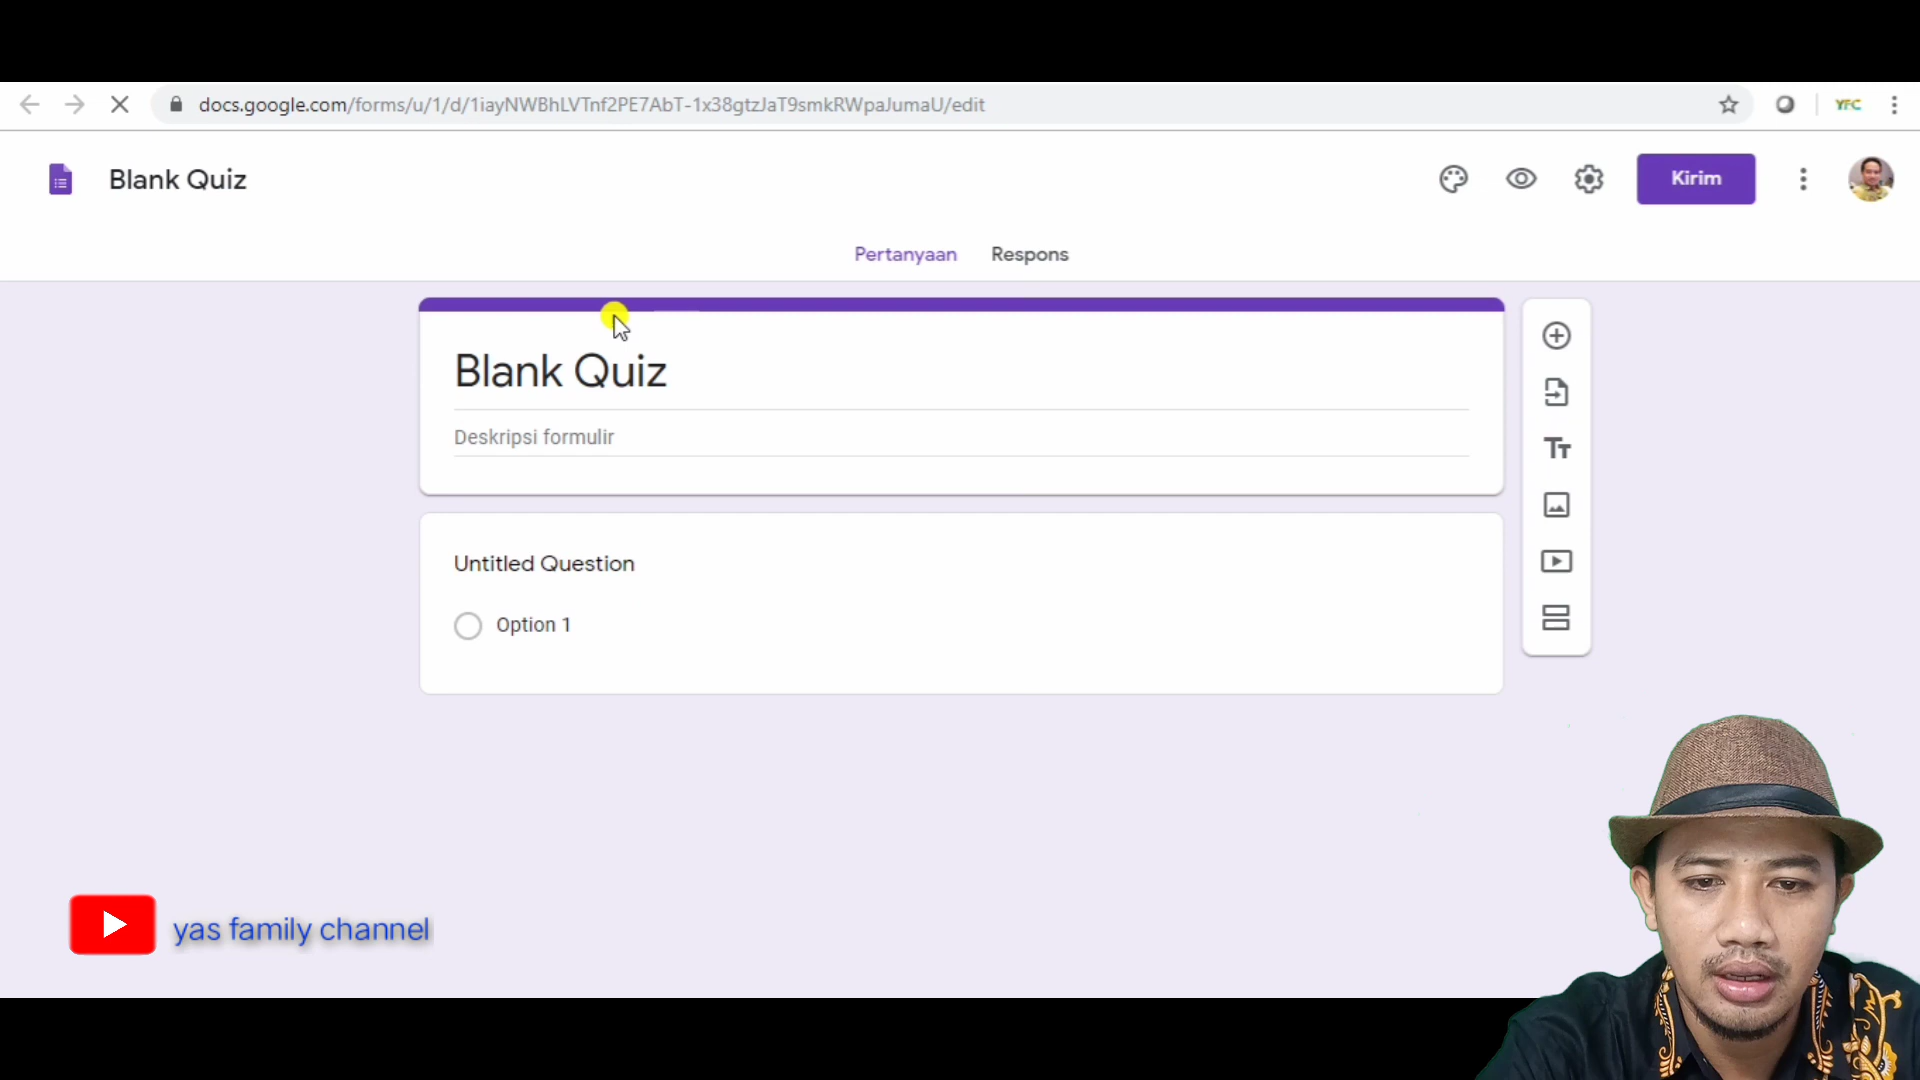 docs.google.com/forms/u/1/d/1iayNWBhLVTnf2PE7AbT-1x38gtzJaT9smkRWpaJumaU/edit
YFC
Blank Quiz
Kirim
Pertanyaan Respons
Blank Quiz
Deskripsi formulir
Untitled Question
Option 1
yas family channel